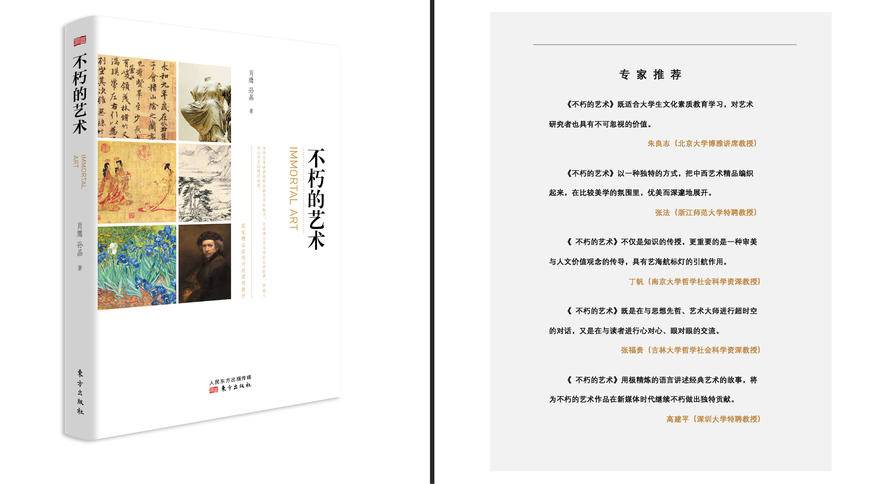 不朽的艺术
IMMORTAL
ART
肖鹰 孙晶 著
东方出版社
永和九年岁在癸丑
肖鹰 孙晶 著
不朽的艺术
IMMORTAL ART
人民东方出版传媒
东方出版社
专家推荐
《不朽的艺术》既适合大学生文化素质教育学习，对艺术
研究者也具有不可忽视的价值。
朱良志（北京大学博雅讲席教授）
《不朽的艺术》以一种独特的方式，把中西艺术精品编织
起来，在比较美学的氛围里，优美而深邃地展开。
张法（浙江师范大学特聘教授）
《 不朽的艺术》不仅是知识的传授，更重要的是一种审美
与人文价值观念的传导，具有艺海航标灯的引航作用。
丁帆（南京大学哲学社会科学资深教授）
《 不朽的艺术》既是在与思想先哲、艺术大师进行超时空
的对话，又是在与读者进行心对心、眼对眼的交流。
张福贵（吉林大学哲学社会科学资深教授）
《 不朽的艺术》用极精炼的语言讲述经典艺术的故事，将
为不朽的艺术作品在新媒体时代继续不朽做出独特贡献。
高建平（深圳大学特聘教授）